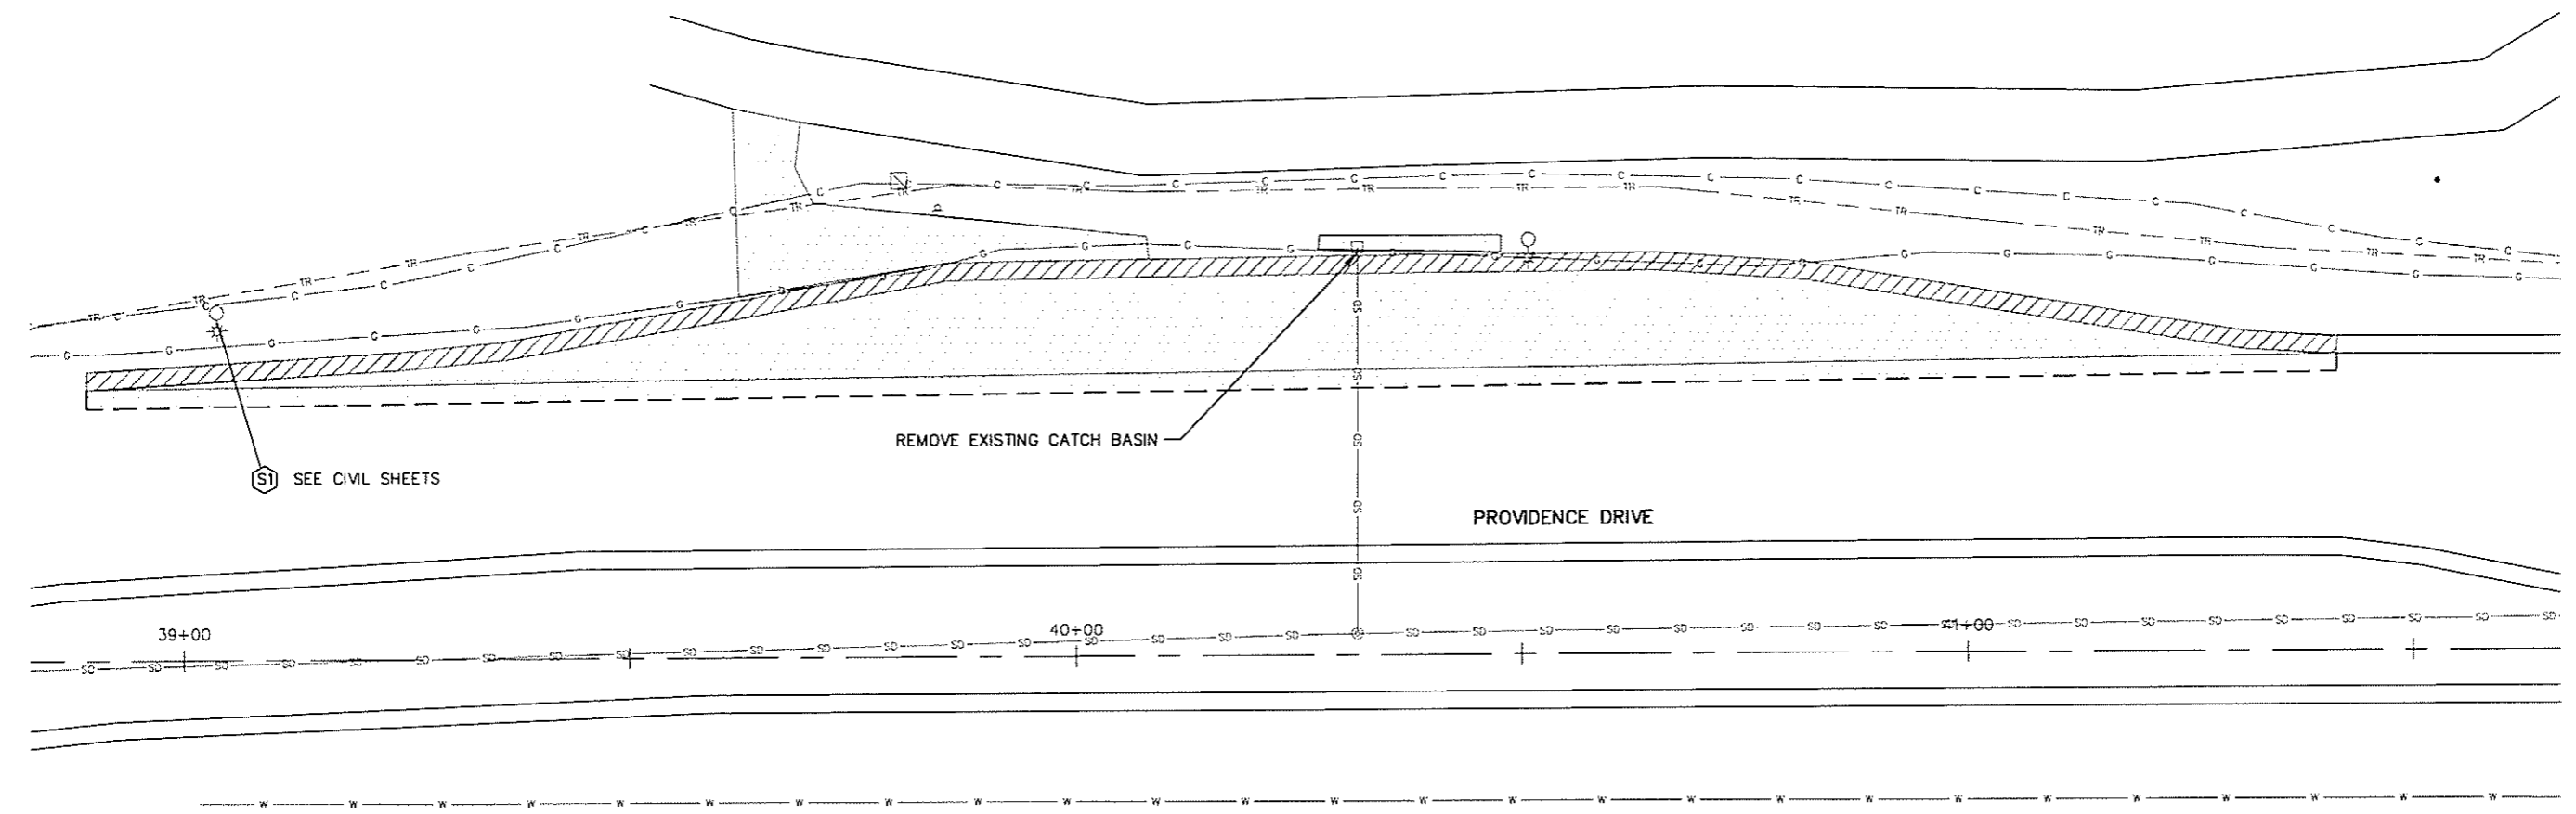 REMOVE EXISTING CATCH BASIN
S1 SEE CIVIL SHEETS
PROVIDENCE DRIVE
39+00
40+00
41+00